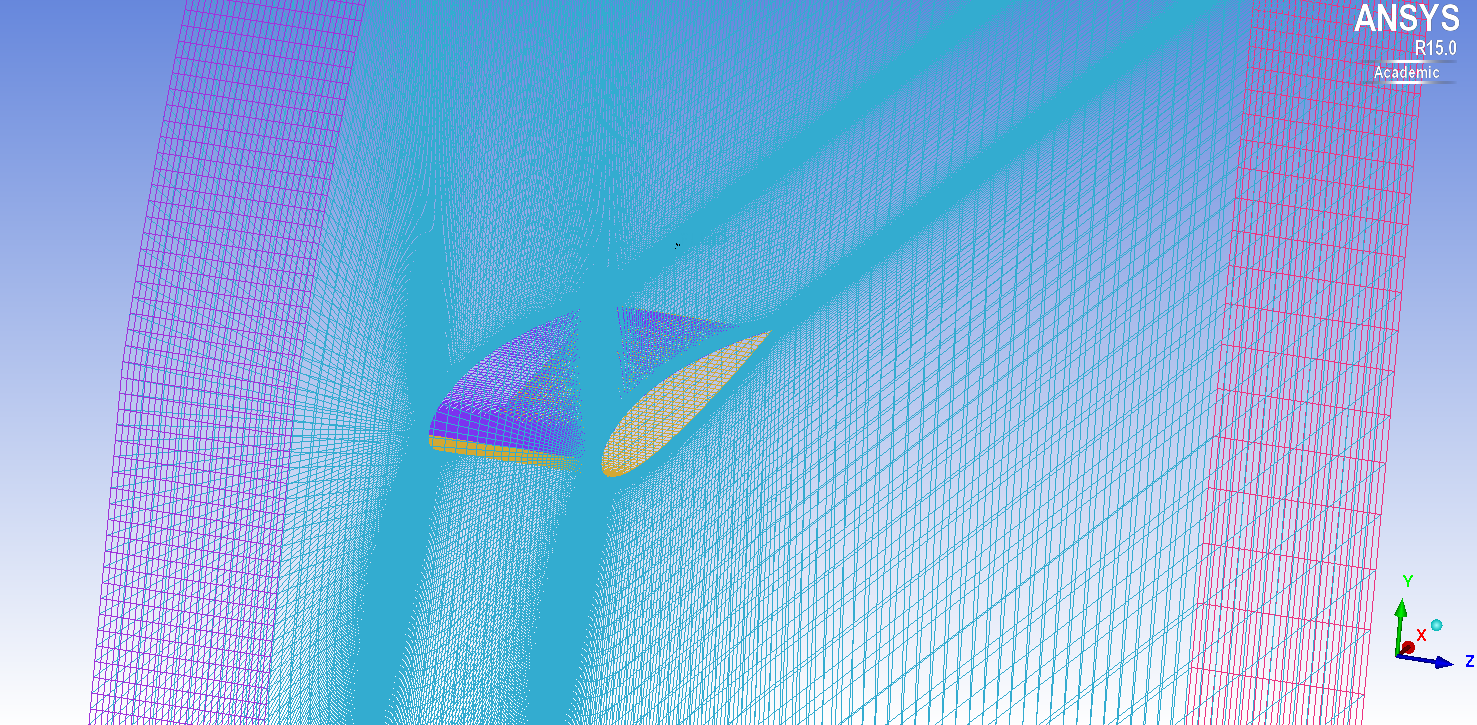 ANSYS
R15.0
Academic
Y
X
Z